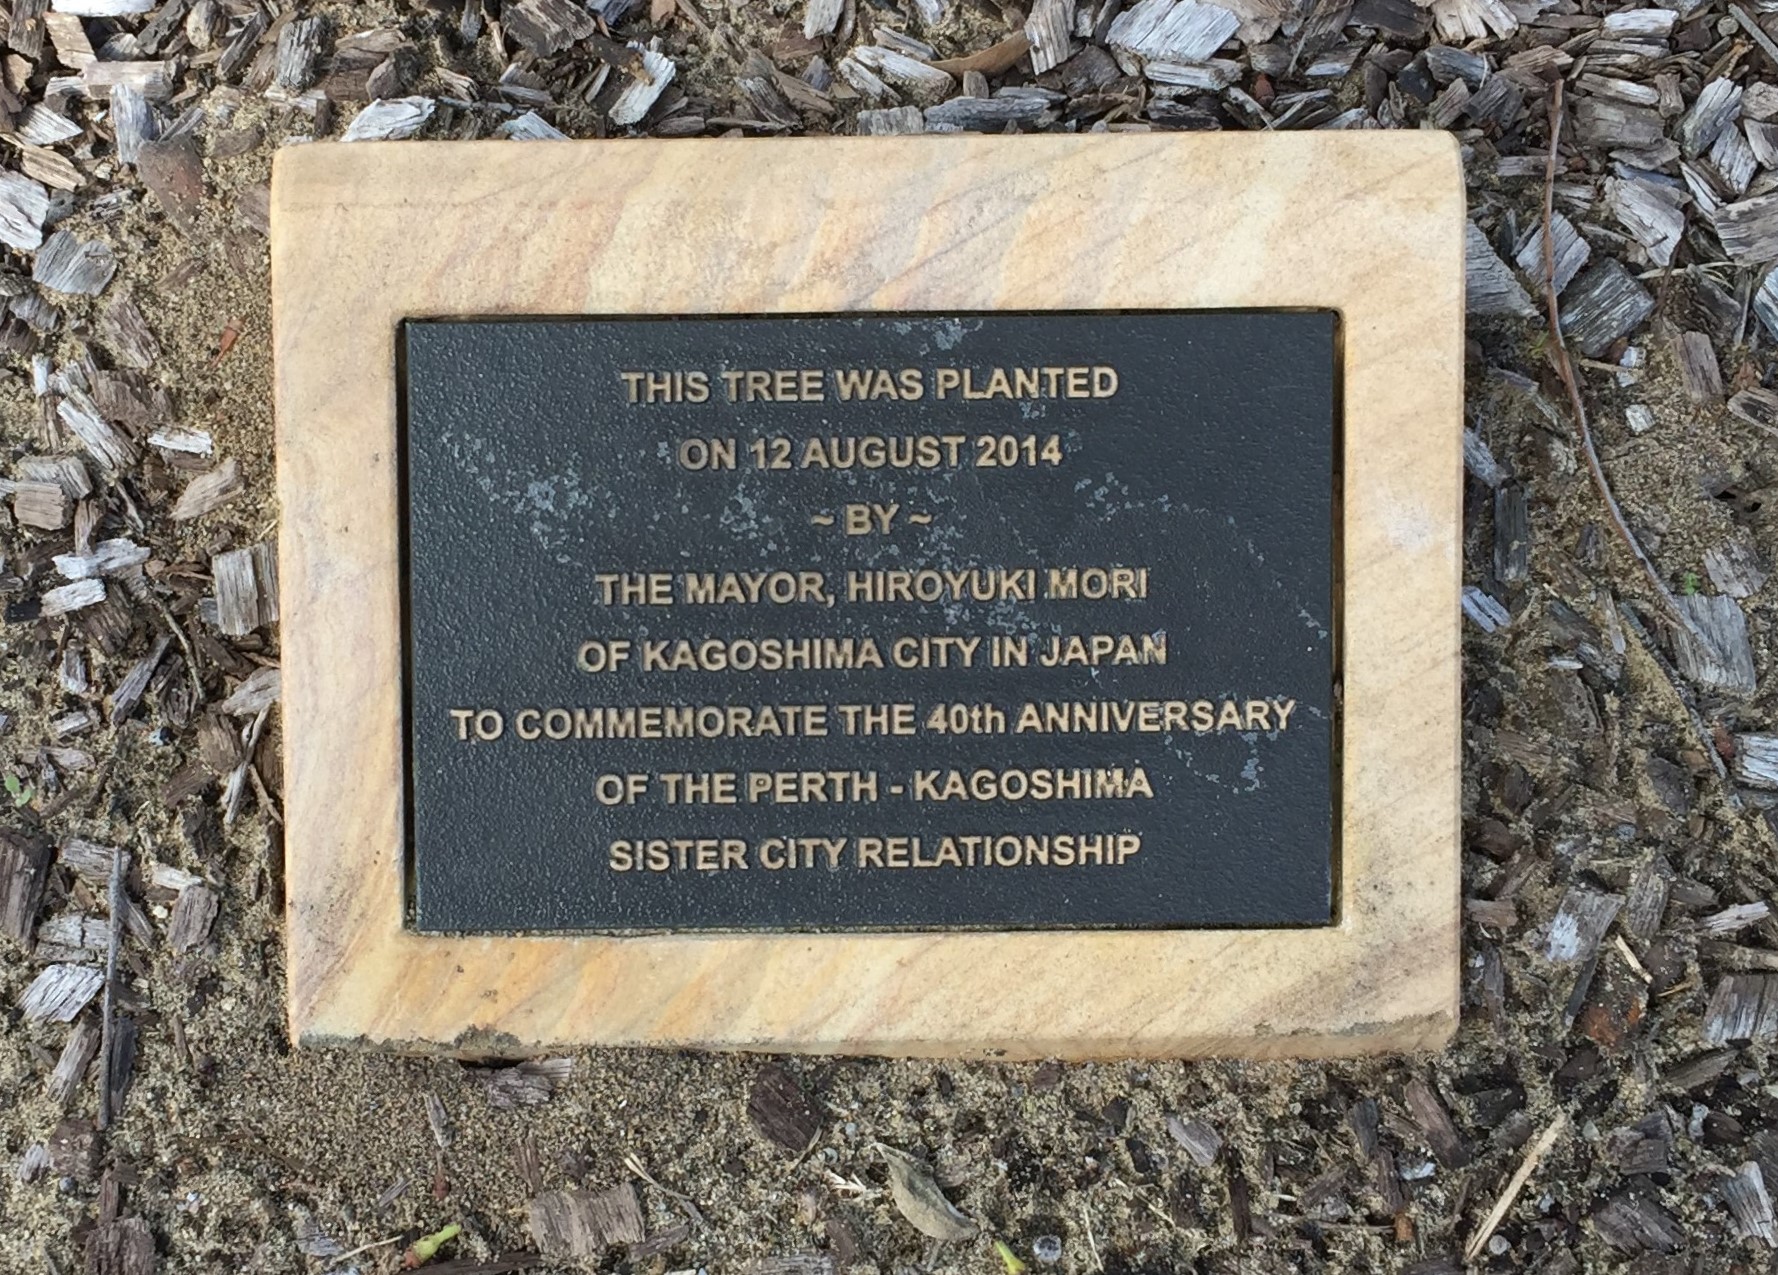 THIS TREE WAS PLANTED
ON 12 AUGUST 2014
~ BY ~
THE MAYOR, HIROYUKI MORI
OF KAGOSHIMA CITY IN JAPAN
TO COMMEMORATE THE 40th ANNIVERSARY
OF THE PERTH - KAGOSHIMA
SISTER CITY RELATIONSHIP